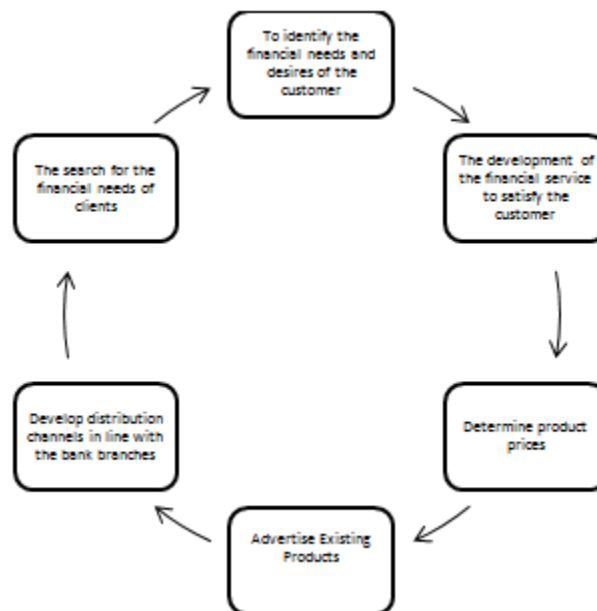 To identify the
financial needs and
desires of the
customer
The development of
the financial service
to satisfy the
customer
Determine product
prices
Advertise Existing
Products
Develop distribution
channels in line with
the bank branches
The search for the
financial needs of
clients